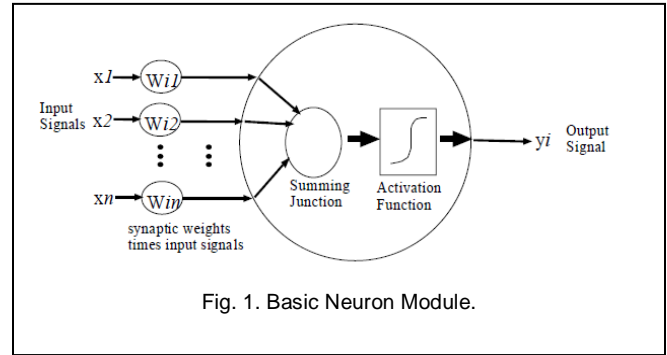 x1
Wi1
Input
Signals
x2
Wi2
xn
Win
synaptic weights
times input signals
Summing
Junction
Activation
Function
yi
Output
Signal
Fig. 1. Basic Neuron Module.